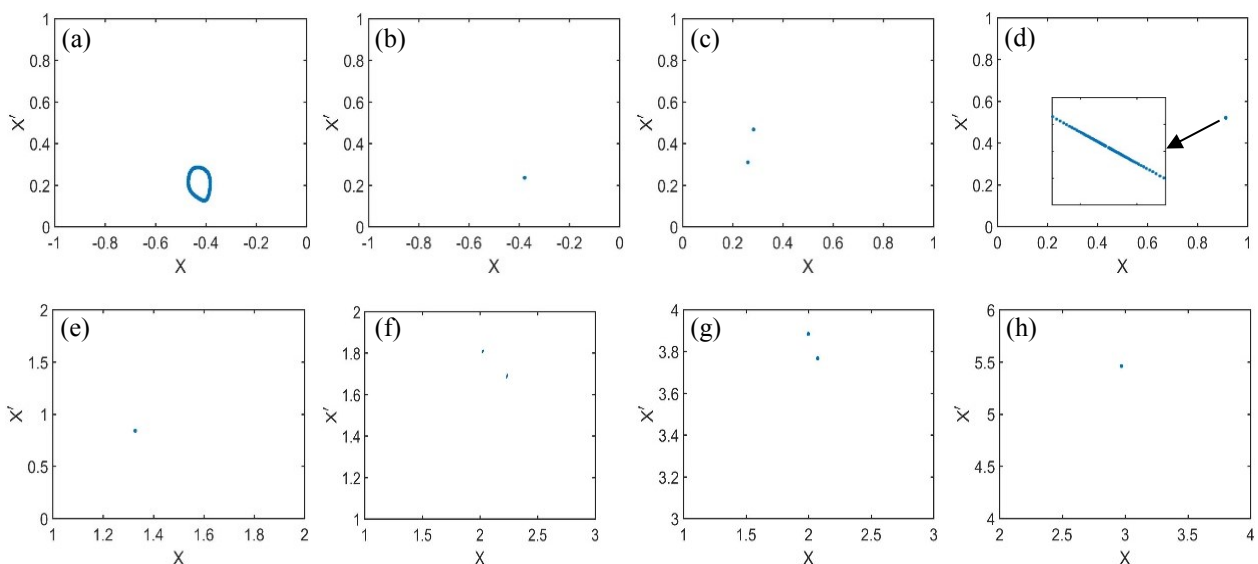 (a)
1
0.8
0.6
0.4
0.2
0
-1 -0.8 -0.6 -0.4 -0.2 0
X
X′
(b)
1
0.8
0.6
0.4
0.2
0
-1 -0.8 -0.6 -0.4 -0.2 0
X
X′
(c)
1
0.8
0.6
0.4
0.2
0
0 0.2 0.4 0.6 0.8 1
X
X′
(d)
1
0.8
0.6
0.4
0.2
0
0 0.2 0.4 0.6 0.8 1
X
X′
(e)
2
1.5
1
0.5
0
1 1.2 1.4 1.6 1.8 2
X
X′
(f)
2
1.8
1.6
1.4
1.2
1
1 1.5 2 2.5 3
X
X′
(g)
4
3.8
3.6
3.4
3.2
3
1 1.5 2 2.5 3
X
X′
(h)
6
5.5
5
4.5
4
2 2.5 3 3.5 4
X
X′